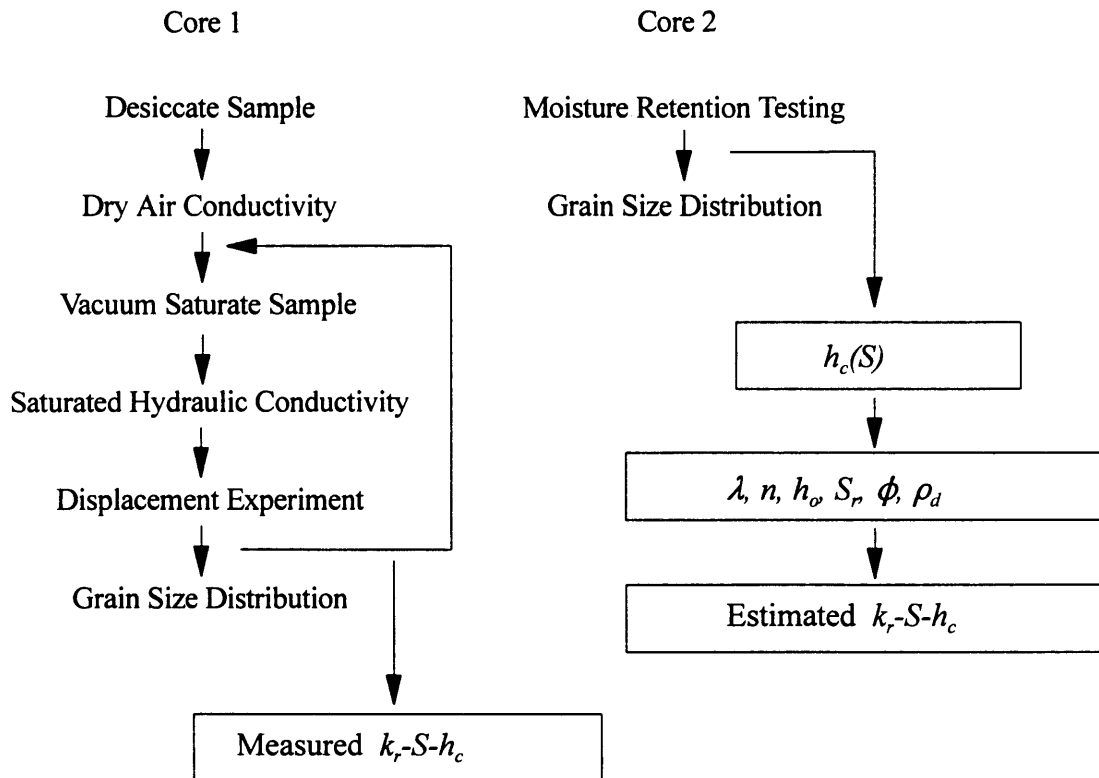 Core 1
Desiccate Sample
Dry Air Conductivity
Vacuum Saturate Sample
Saturated Hydraulic Conductivity
Displacement Experiment
Grain Size Distribution
Measured k_r-S-h_c
Core 2
Moisture Retention Testing
Grain Size Distribution
h_c(S)
λ, n, h_o, S_r, ϕ, ρ_d
Estimated k_r-S-h_c